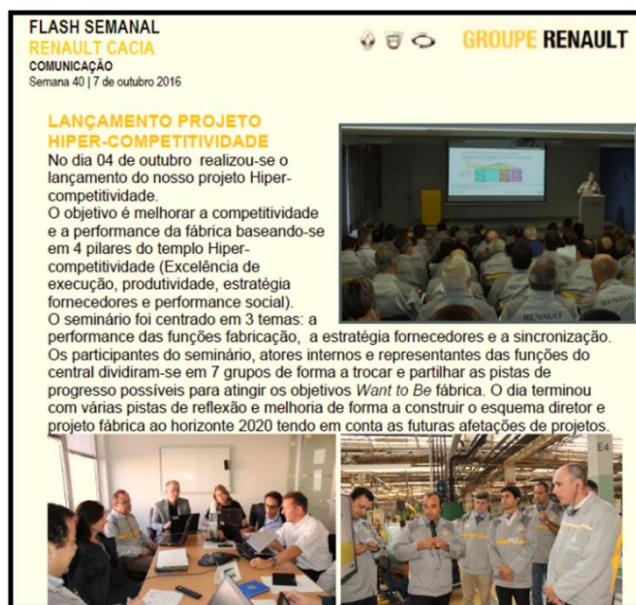 FLASH SEMANAL
RENAULT CACIA
COMUNICAÇÃO
Semana 40 | 7 de outubro 2016
GROUPE RENAULT
LANÇAMENTO PROJETO
HIPER-COMPETITIVIDADE
No dia 04 de outubro realizou-se o
lançamento do nosso projeto Hiper-
competitividade.
O objetivo é melhorar a competitividade
e a performance da fábrica baseando-se
em 4 pilares do templo Hiper-
competitividade (Excelência de
execução, produtividade, estratégia
fornecedores e performance social).
O seminário foi centrado em 3 temas: a
performance das funções fabricação, a estratégia fornecedores e a sincronização.
Os participantes do seminário, atores internos e representantes das funções do
central dividiram-se em 7 grupos de forma a trocar e partilhar as pistas de
progresso possíveis para atingir os objetivos Want to Be fábrica. O dia terminou
com várias pistas de reflexão e melhoria de forma a construir o esquema diretor e
projeto fábrica ao horizonte 2020 tendo em conta as futuras afetações de projetos.
RENAULT
RENAULT
E4